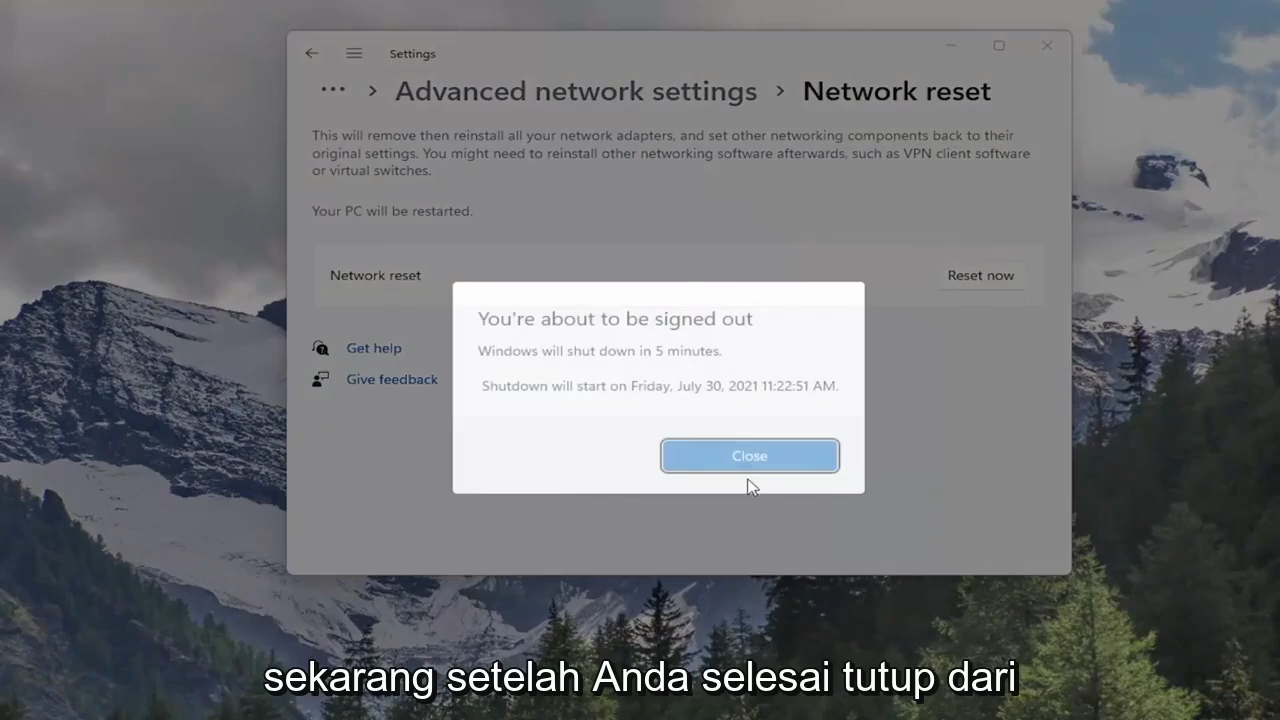 Settings
... > Advanced network settings > Network reset
This will remove then reinstall all your network adapters, and set other networking components back to their
original settings. You might need to reinstall other networking software afterwards, such as VPN client software
or virtual switches.
Your PC will be restarted.
Network reset
Reset now
You're about to be signed out
Windows will shut down in 5 minutes.
Shutdown will start on Friday, July 30, 2021 11:22:51 AM.
Get help
Give feedback
Close
sekarang setelah Anda selesai tutup dari